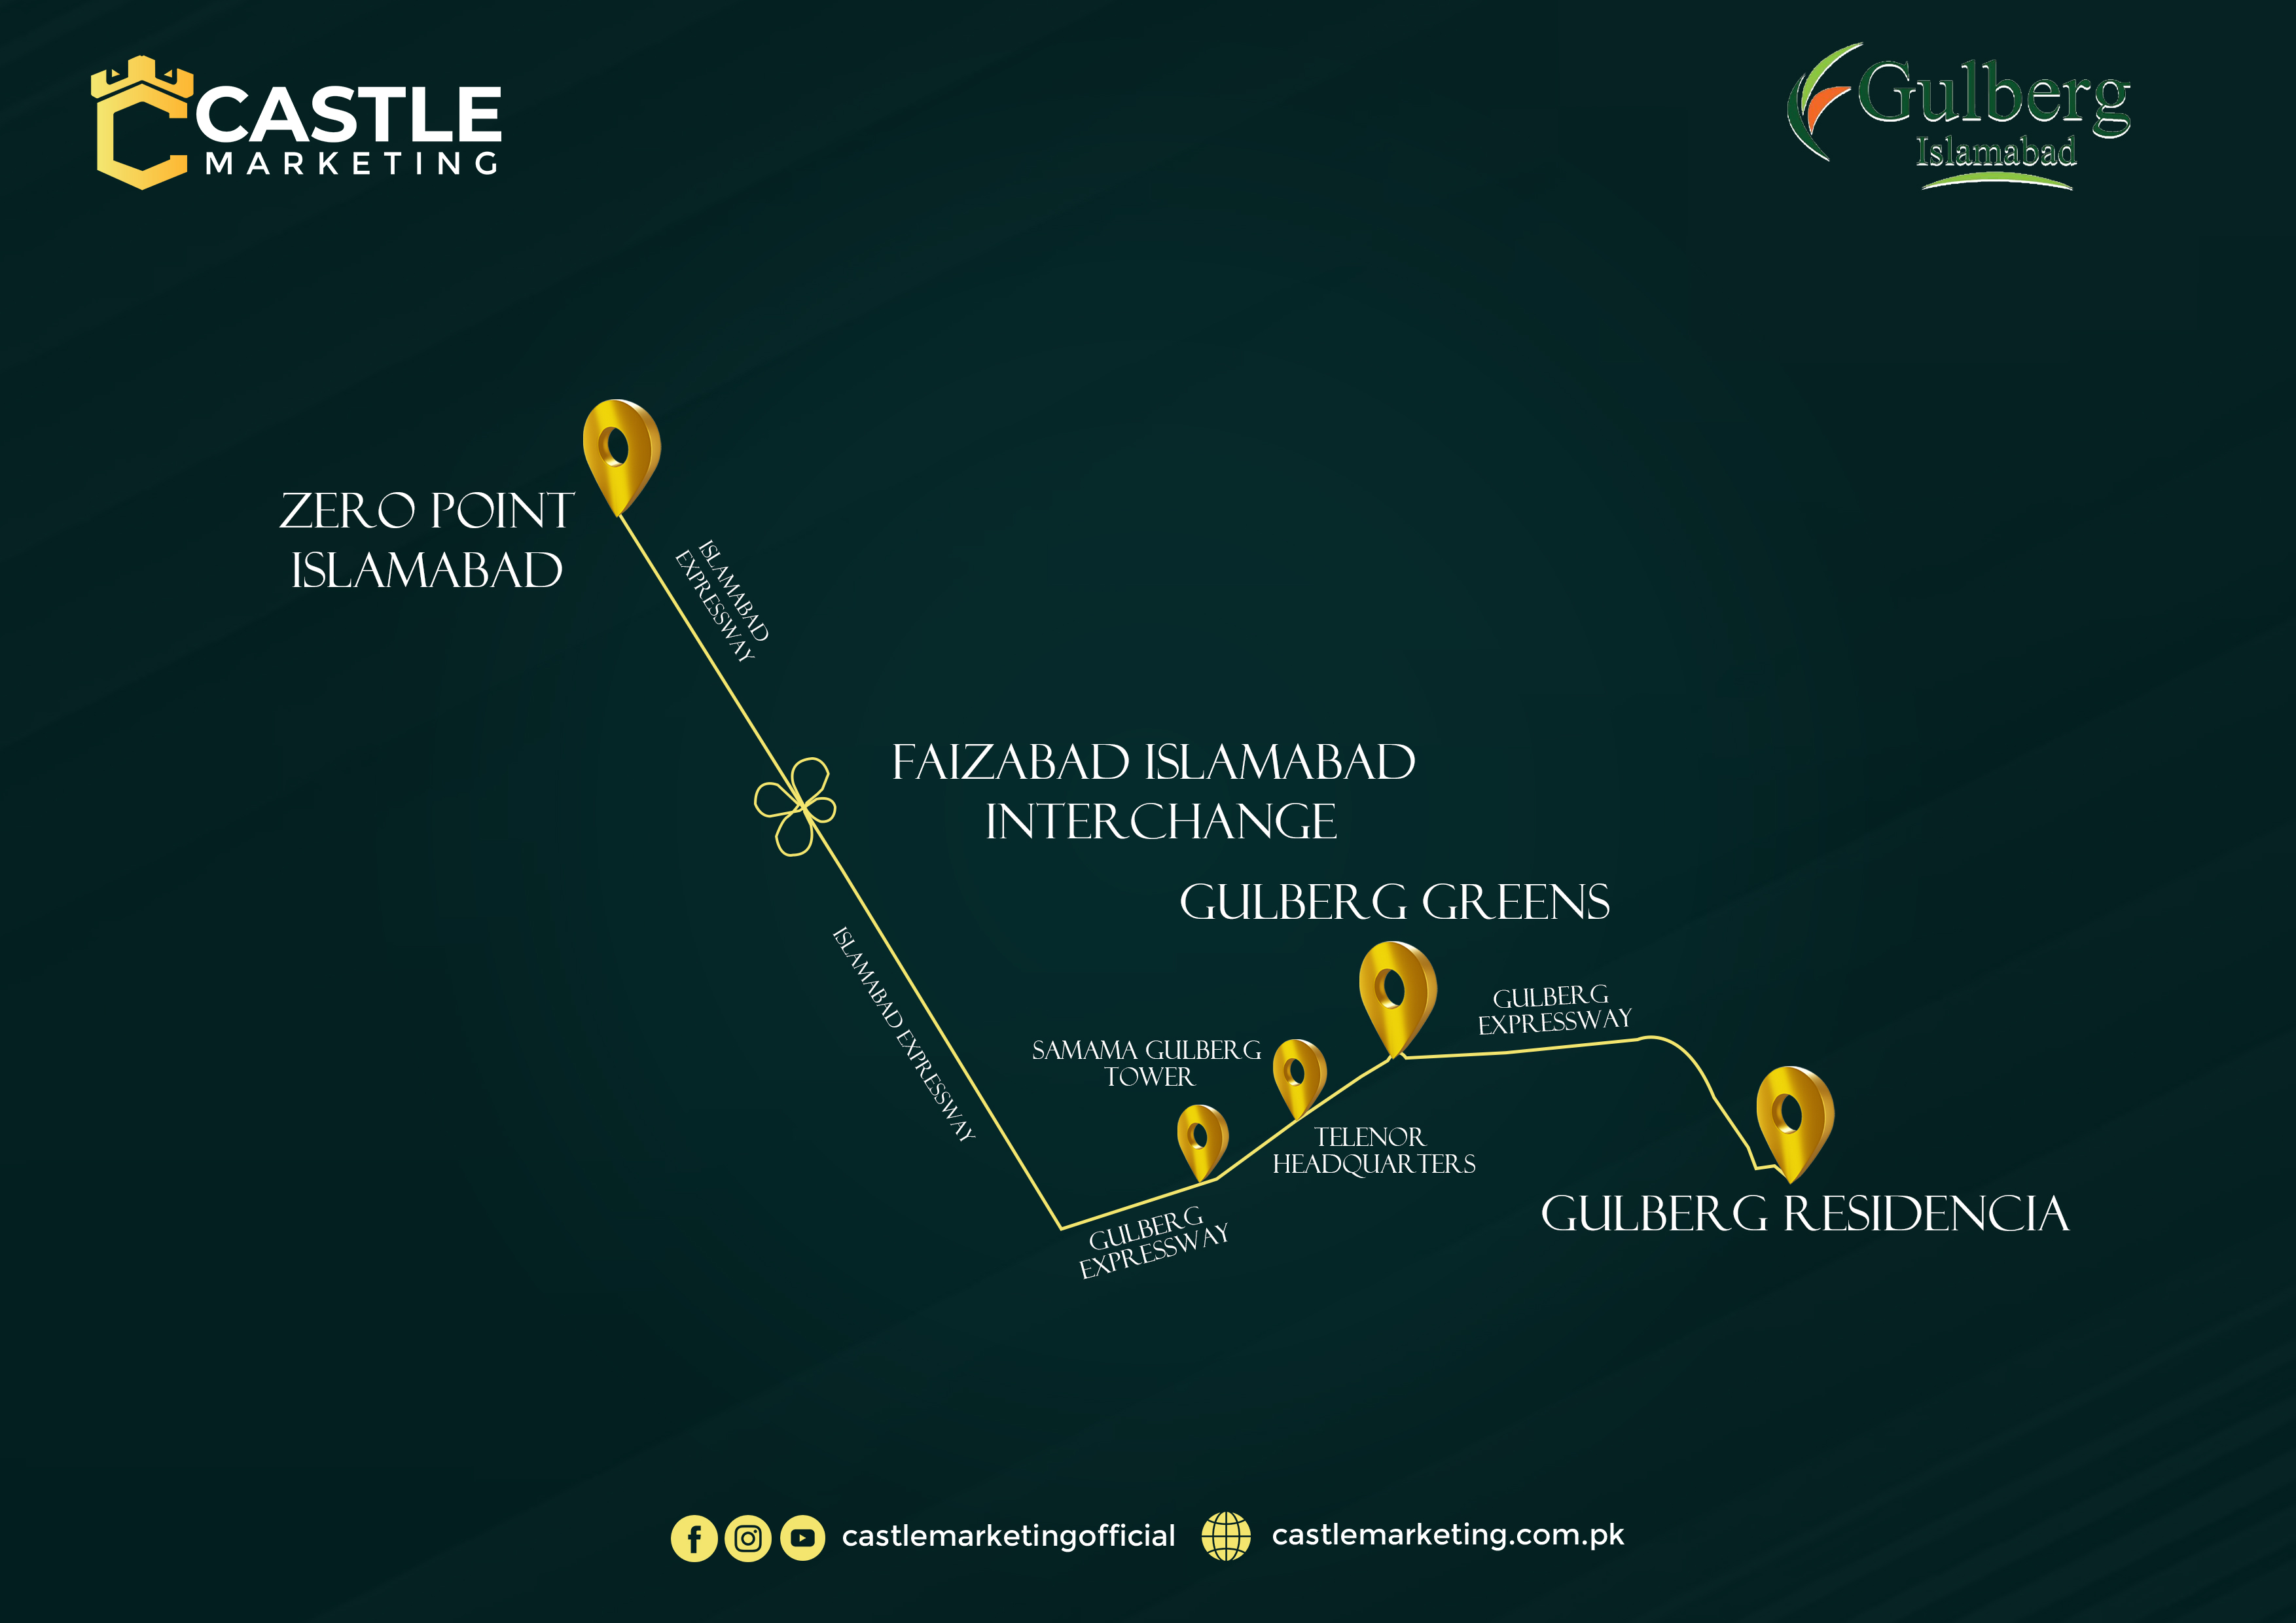 CASTLE
MARKETING
Gulberg
Islamabad
ZERO POINT
ISLAMABAD
ISLAMABAD
EXPRESSWAY
FAIZABAD ISLAMABAD
INTERCHANGE
GULBERG GREENS
ISLAMABAD EXPRESSWAY
GULBERG
EXPRESSWAY
SAMAMA GULBERG
TOWER
TELENOR
HEADQUARTERS
GULBERG RESIDENCIA
GULBERG
EXPRESSWAY
castlemarketingofficial
castlemarketing.com.pk